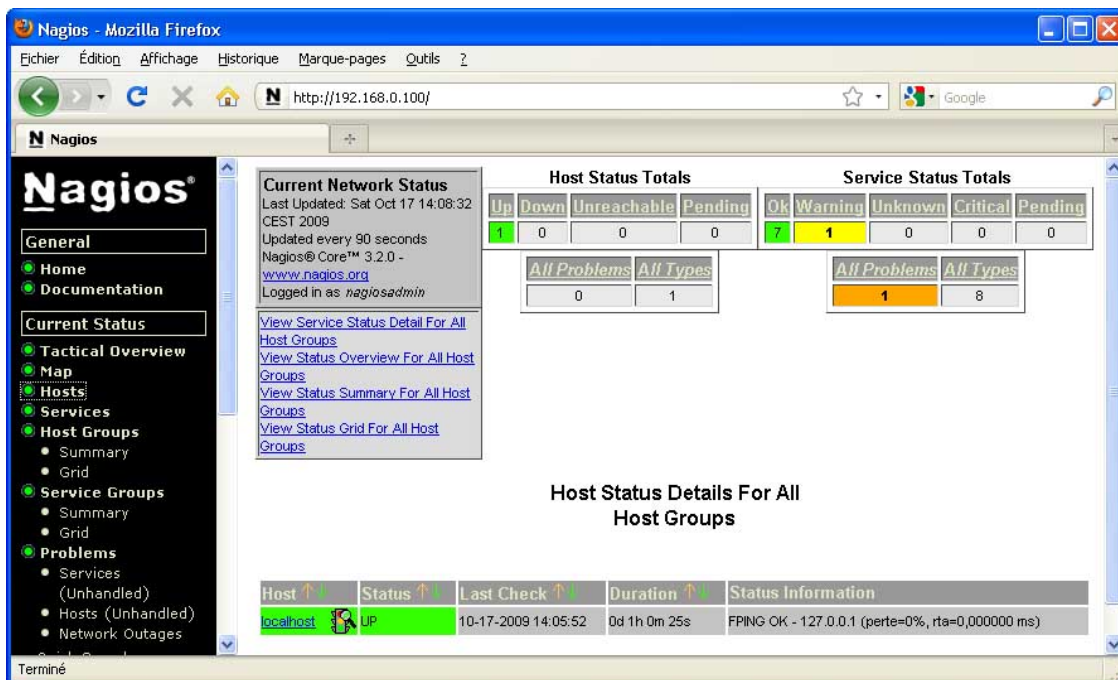 Nagios - Mozilla Firefox
Fichier Édition Affichage Historique Marque-pages Outils ?
N http://192.168.0.100/ Google
N Nagios
Nagios®
General
Home
Documentation
Current Status
Tactical Overview
Map
Hosts
Services
Host Groups
Summary
Grid
Service Groups
Summary
Grid
Problems
Services
(Unhandled)
Hosts (Unhandled)
Network Outages
Current Network Status
Last Updated: Sat Oct 17 14:08:32
CEST 2009
Updated every 90 seconds
Nagios® Core™ 3.2.0 -
www.nagios.org
Logged in as nagiosadmin
View Service Status Detail For All
Host Groups
View Status Overview For All Host
Groups
View Status Summary For All Host
Groups
View Status Grid For All Host
Groups
Host Status Totals
Up Down Unreachable Pending
1 0 0 0
All Problems All Types
0 1
Service Status Totals
Ok Warning Unknown Critical Pending
7 1 0 0 0
All Problems All Types
1 8
Host Status Details For All
Host Groups
Host Status Last Check Duration Status Information
localhost UP 10-17-2009 14:05:52 0d 1h 0m 25s FPING OK - 127.0.0.1 (perte=0%, rta=0,000000 ms)
Terminé